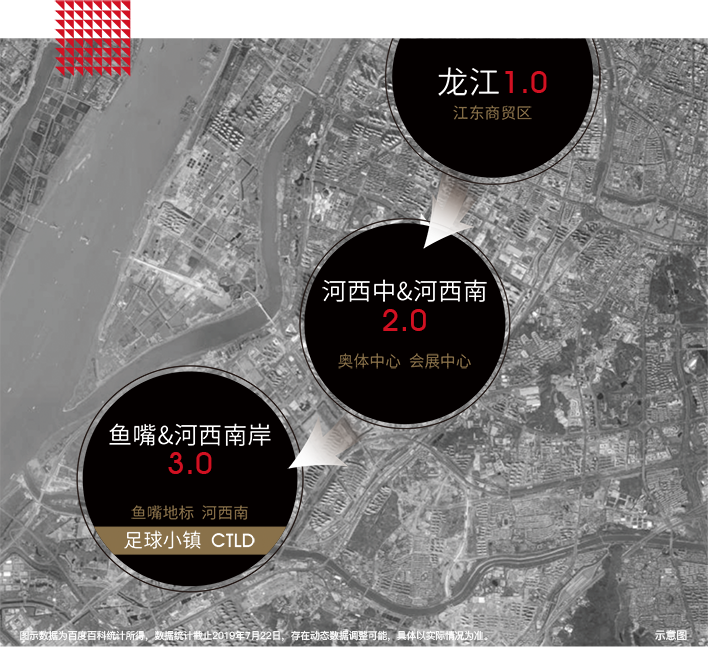 龙江1.0
江东商贸区
河西中&河西南
2.0
奥体中心 会展中心
鱼嘴&河西南岸
3.0
鱼嘴地标 河西南
足球小镇 CTLD
图示数据为百度百科统计所得，数据统计截止2019年7月22日，存在动态数据调整可能，具体以实际情况为准。
示意图